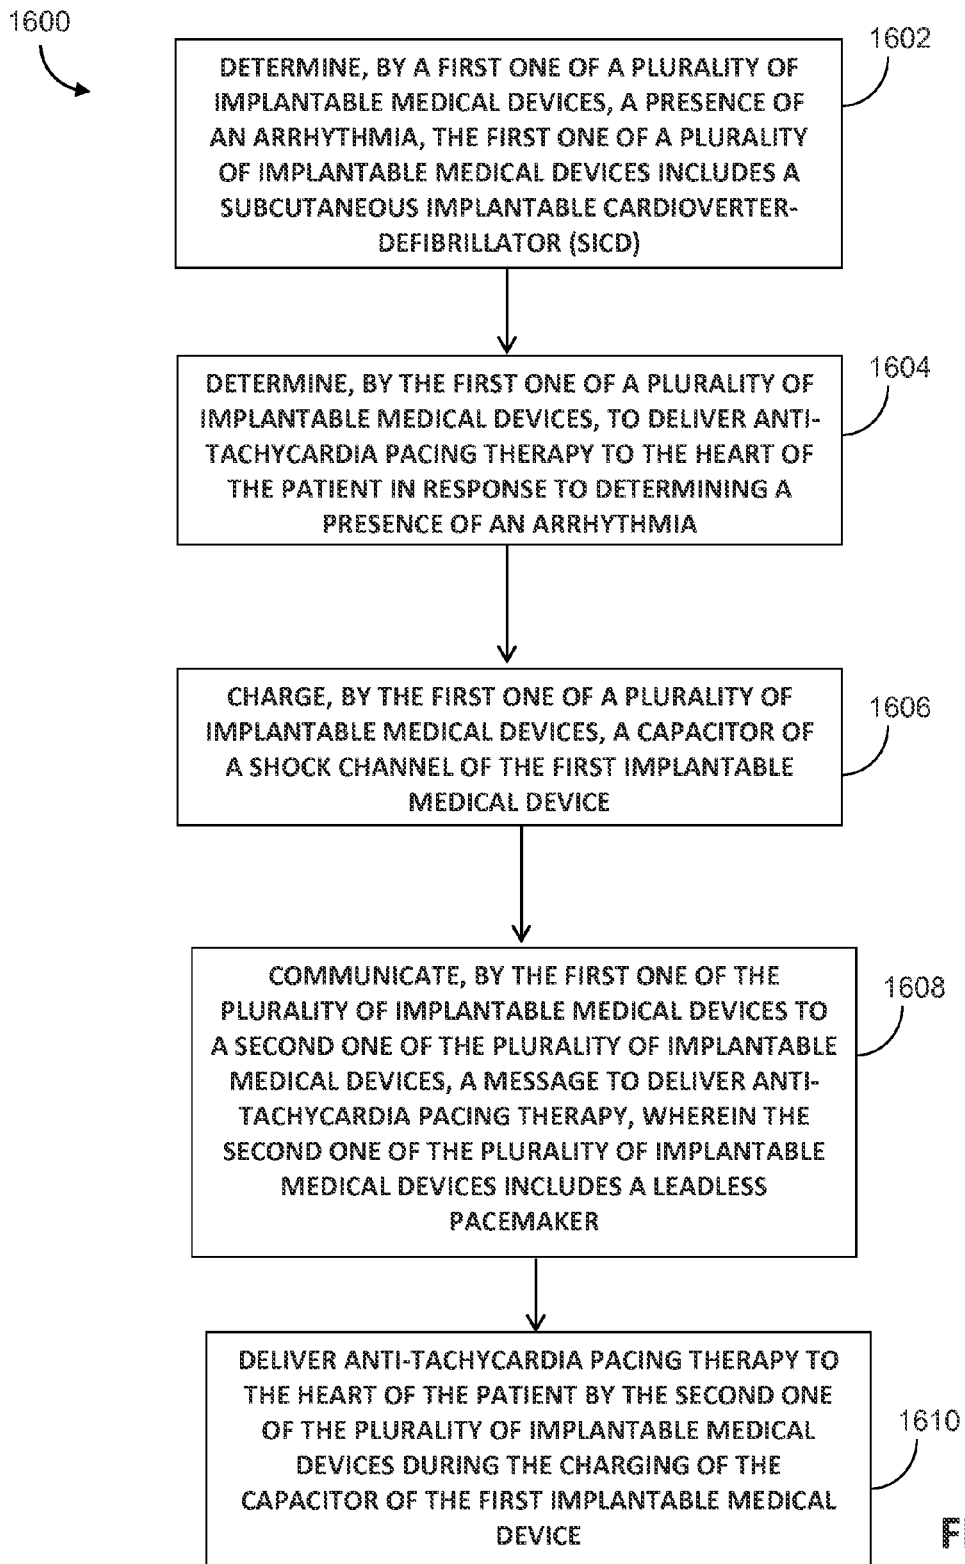 1600
1602
DETERMINE, BY A FIRST ONE OF A PLURALITY OF
IMPLANTABLE MEDICAL DEVICES, A PRESENCE OF
AN ARRHYTHMIA, THE FIRST ONE OF A PLURALITY
OF IMPLANTABLE MEDICAL DEVICES INCLUDES A
SUBCUTANEOUS IMPLANTABLE CARDIOVERTER-
DEFIBRILLATOR (SICD)
1604
DETERMINE, BY THE FIRST ONE OF A PLURALITY OF
IMPLANTABLE MEDICAL DEVICES, TO DELIVER ANTI-
TACHYCARDIA PACING THERAPY TO THE HEART OF
THE PATIENT IN RESPONSE TO DETERMINING A
PRESENCE OF AN ARRHYTHMIA
1606
CHARGE, BY THE FIRST ONE OF A PLURALITY OF
IMPLANTABLE MEDICAL DEVICES, A CAPACITOR OF
A SHOCK CHANNEL OF THE FIRST IMPLANTABLE
MEDICAL DEVICE
1608
COMMUNICATE, BY THE FIRST ONE OF THE
PLURALITY OF IMPLANTABLE MEDICAL DEVICES TO
A SECOND ONE OF THE PLURALITY OF IMPLANTABLE
MEDICAL DEVICES, A MESSAGE TO DELIVER ANTI-
TACHYCARDIA PACING THERAPY, WHEREIN THE
SECOND ONE OF THE PLURALITY OF IMPLANTABLE
MEDICAL DEVICES INCLUDES A LEADLESS
PACEMAKER
1610
DELIVER ANTI-TACHYCARDIA PACING THERAPY TO
THE HEART OF THE PATIENT BY THE SECOND ONE
OF THE PLURALITY OF IMPLANTABLE MEDICAL
DEVICES DURING THE CHARGING OF THE
CAPACITOR OF THE FIRST IMPLANTABLE MEDICAL
DEVICE